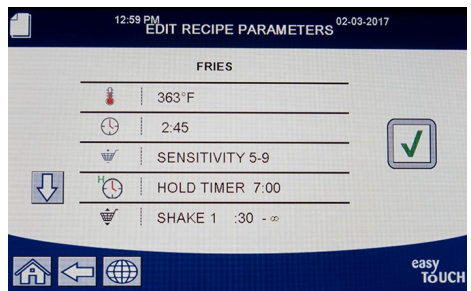 12:59 PM
EDIT RECIPE PARAMETERS
02-03-2017
FRIES
363°F
2:45
SENSITIVITY 5-9
H
HOLD TIMER 7:00
SHAKE 1 :30 - ∞
easy
TOUCH